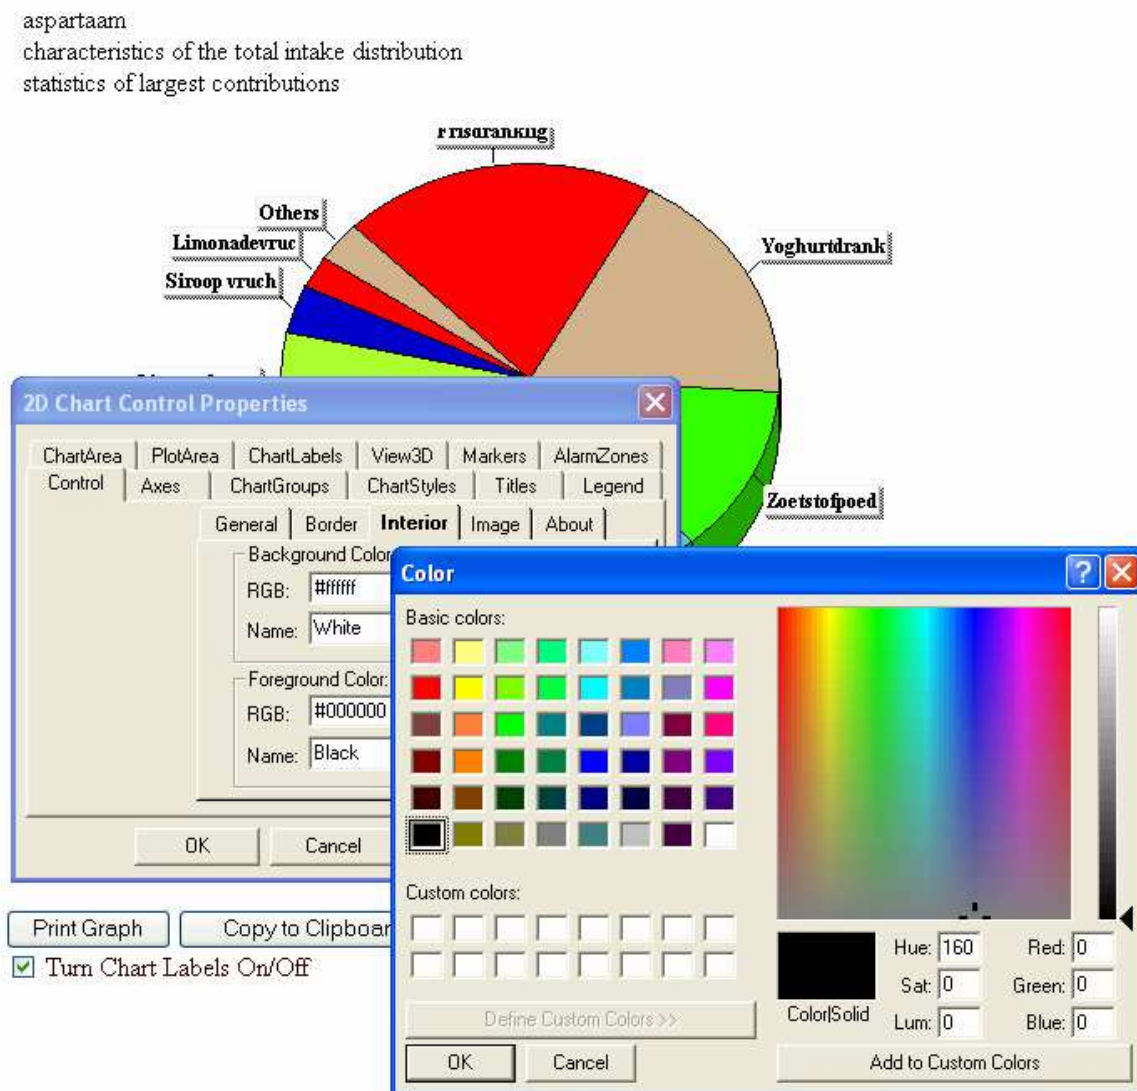 aspartaam
characteristics of the total intake distribution
statistics of largest contributions
Frisdranklig
Others
Limonadevruc
Siroop vruch
Yoghurtdrank
Zoetstofpoed
2D Chart Control Properties
ChartArea PlotArea ChartLabels View3D Markers AlarmZones
Control Axes ChartGroups ChartStyles Titles Legend
General Border Interior Image About
Background Color
RGB: #ffffff
Name: White
Foreground Color:
RGB: #000000
Name: Black
OK Cancel
Color
Basic colors:
Custom colors:
Define Custom Colors >>
OK Cancel
Color|Solid
Hue: 160 Red: 0
Sat: 0 Green: 0
Lum: 0 Blue: 0
Add to Custom Colors
Print Graph Copy to Clipboar
Turn Chart Labels On/Off